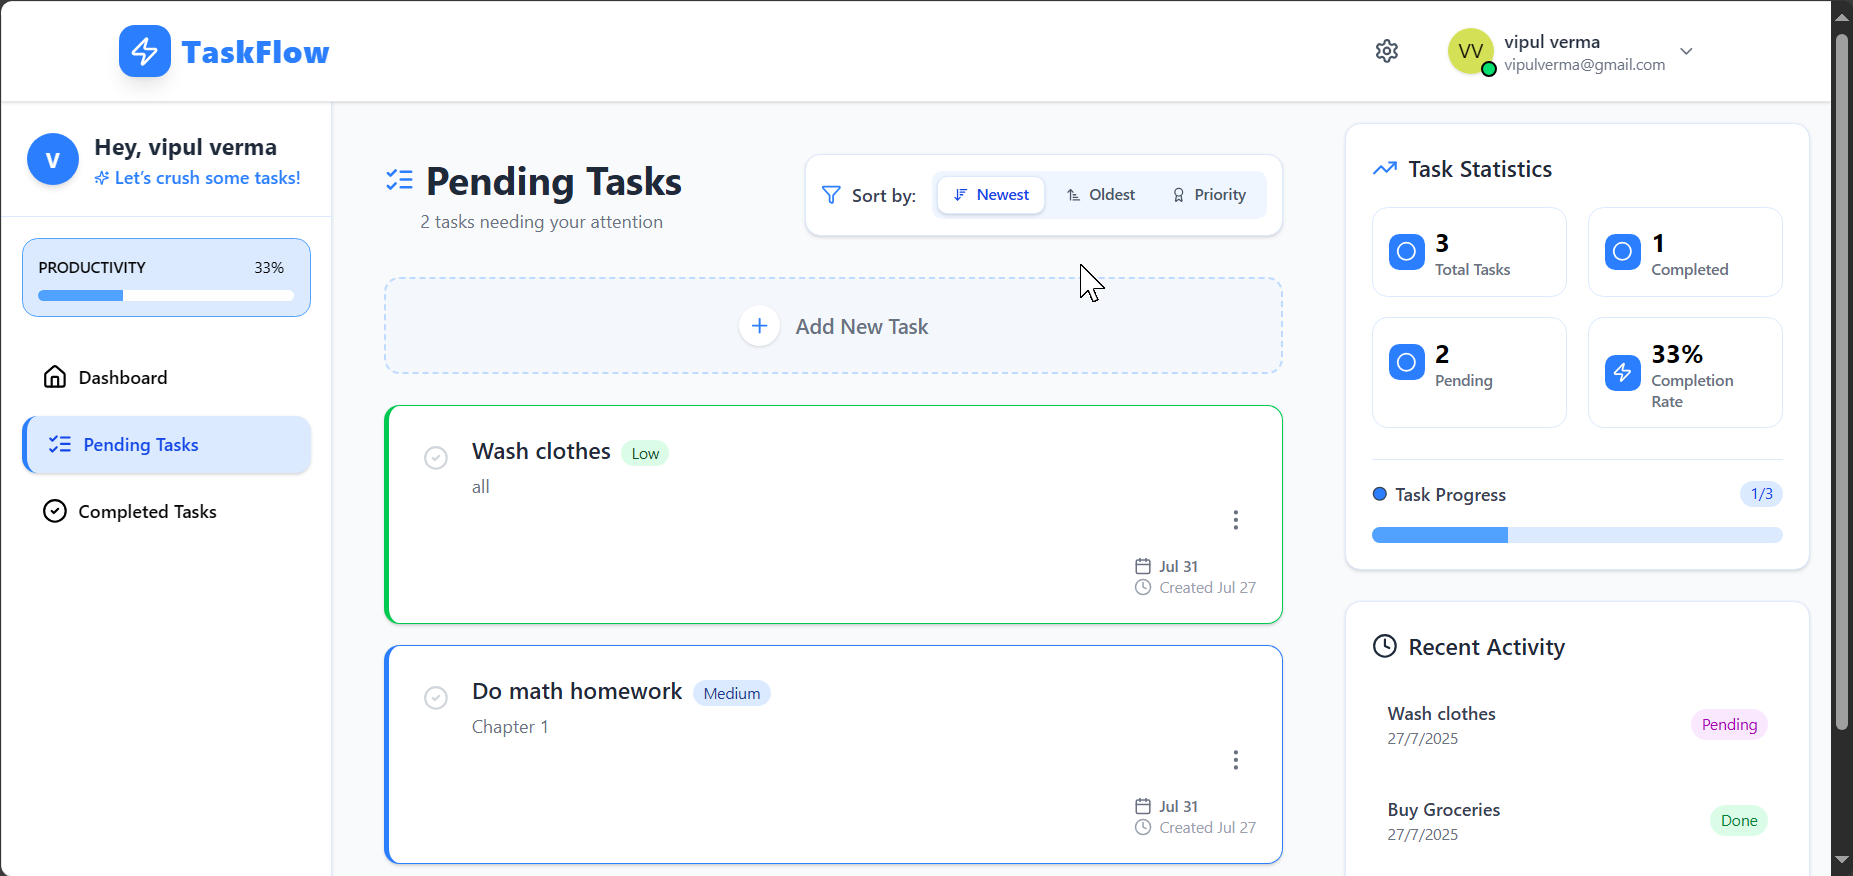 TaskFlow
VV
vipul verma
vipulverma@gmail.com
V
Hey, vipul verma
Let's crush some tasks!
PRODUCTIVITY 33%
Dashboard
Pending Tasks
Completed Tasks
Pending Tasks
2 tasks needing your attention
Sort by: Newest Oldest Priority
Add New Task
Wash clothes Low
all
Jul 31
Created Jul 27
Do math homework Medium
Chapter 1
Jul 31
Created Jul 27
Task Statistics
3
Total Tasks
1
Completed
2
Pending
33%
Completion
Rate
Task Progress 1/3
Recent Activity
Wash clothes
27/7/2025
Pending
Buy Groceries
27/7/2025
Done